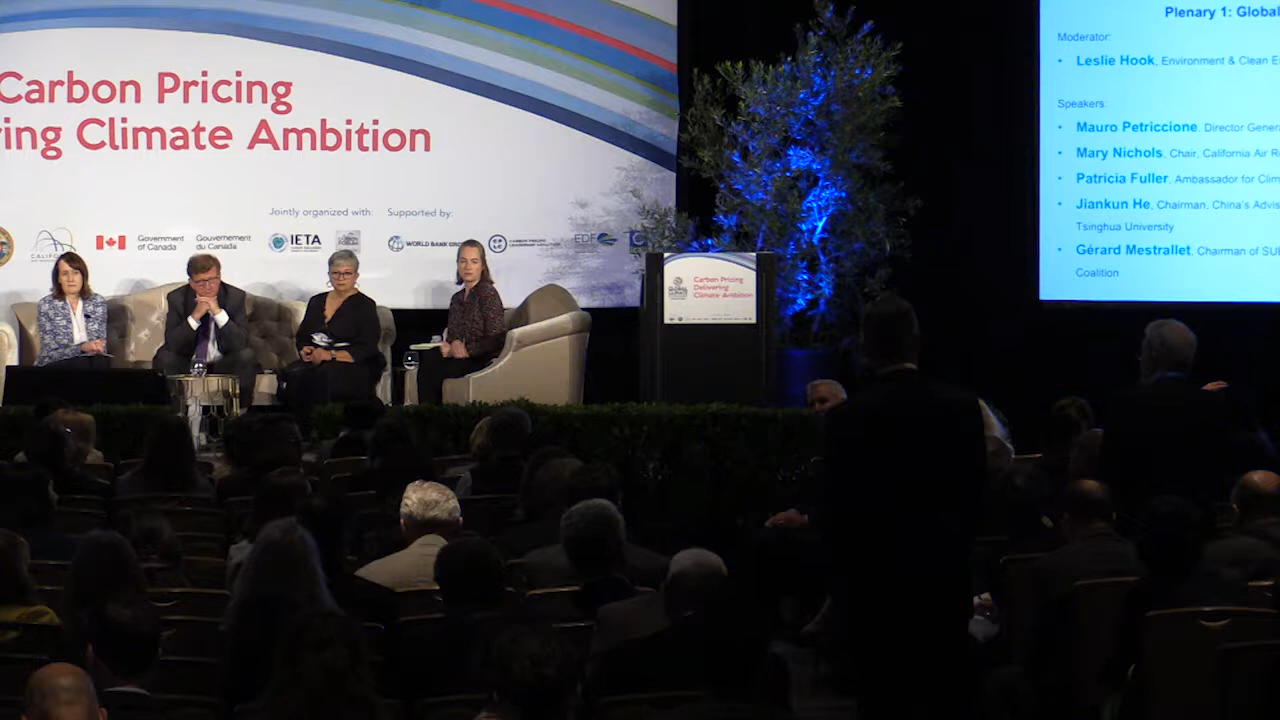 Carbon Pricing
ring Climate Ambition
Jointly organized with:
Supported by:
Government
of Canada
Gouvernement
du Canada
IETA
WORLD BANK GRO
EDF
Carbon Pricing
Delivering
Climate Ambition
Plenary 1: Global
Moderator:
• Leslie Hook, Environment & Clean E
Speakers:
• Mauro Petriccione, Director Genera
• Mary Nichols, Chair, California Air R
• Patricia Fuller, Ambassador for Clim
• Jiankun He, Chairman, China's Advis
Tsinghua University
• Gérard Mestrallet, Chairman of SUE
Coalition